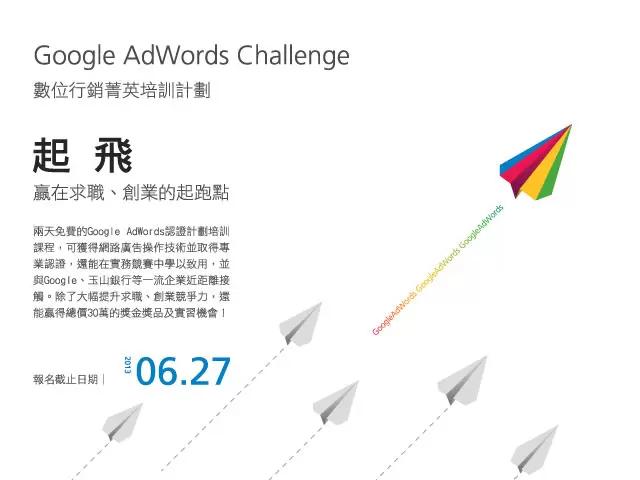 Google AdWords Challenge
數位行銷菁英培訓計劃
起 飛
贏在求職、創業的起跑點
兩天免費的Google AdWords認證計劃培訓
課程，可獲得網路廣告操作技術並取得專
業認證，還能在實務競賽中學以致用，並
與Google、玉山銀行等一流企業近距離接
觸。除了大幅提升求職、創業競爭力，還
能贏得總價30萬的獎金獎品及實習機會！
報名截止日期｜ 2013 06.27
GoogleAdWords GoogleAdWords GoogleAdWords